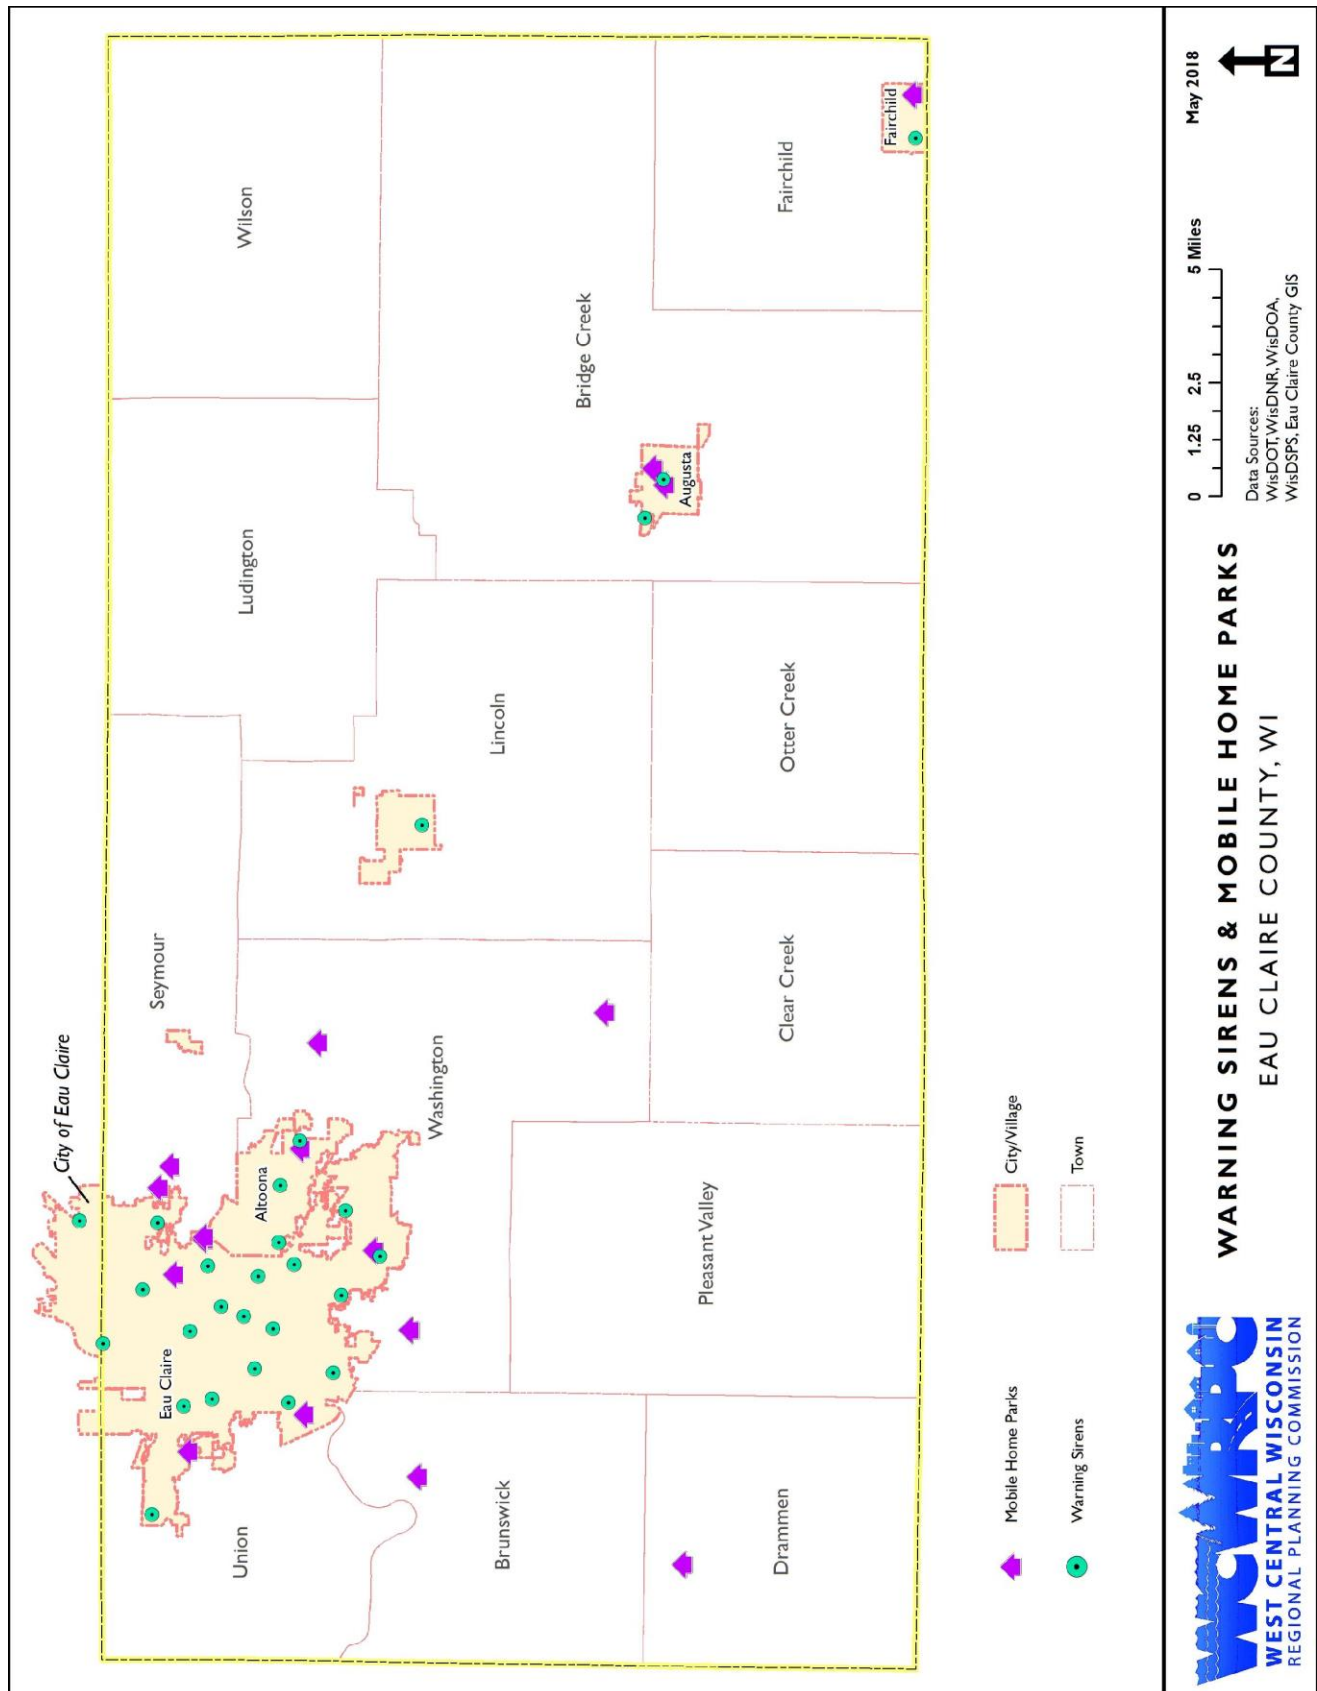 City of Eau Claire
Seymour
Ludington
Wilson
Eau Claire
Altoona
Union
Washington
Lincoln
Bridge Creek
Augusta
Brunswick
Pleasant Valley
Clear Creek
Otter Creek
Fairchild
Fairchild
Drammen
Mobile Home Parks
City/Village
Warning Sirens
Town
WCWRPC
WEST CENTRAL WISCONSIN
REGIONAL PLANNING COMMISSION
WARNING SIRENS & MOBILE HOME PARKS
EAU CLAIRE COUNTY, WI
0 1.25 2.5 5 Miles
Data Sources:
WisDOT, WisDNR, WisDOA,
WisDSPS, Eau Claire County GIS
May 2018
N